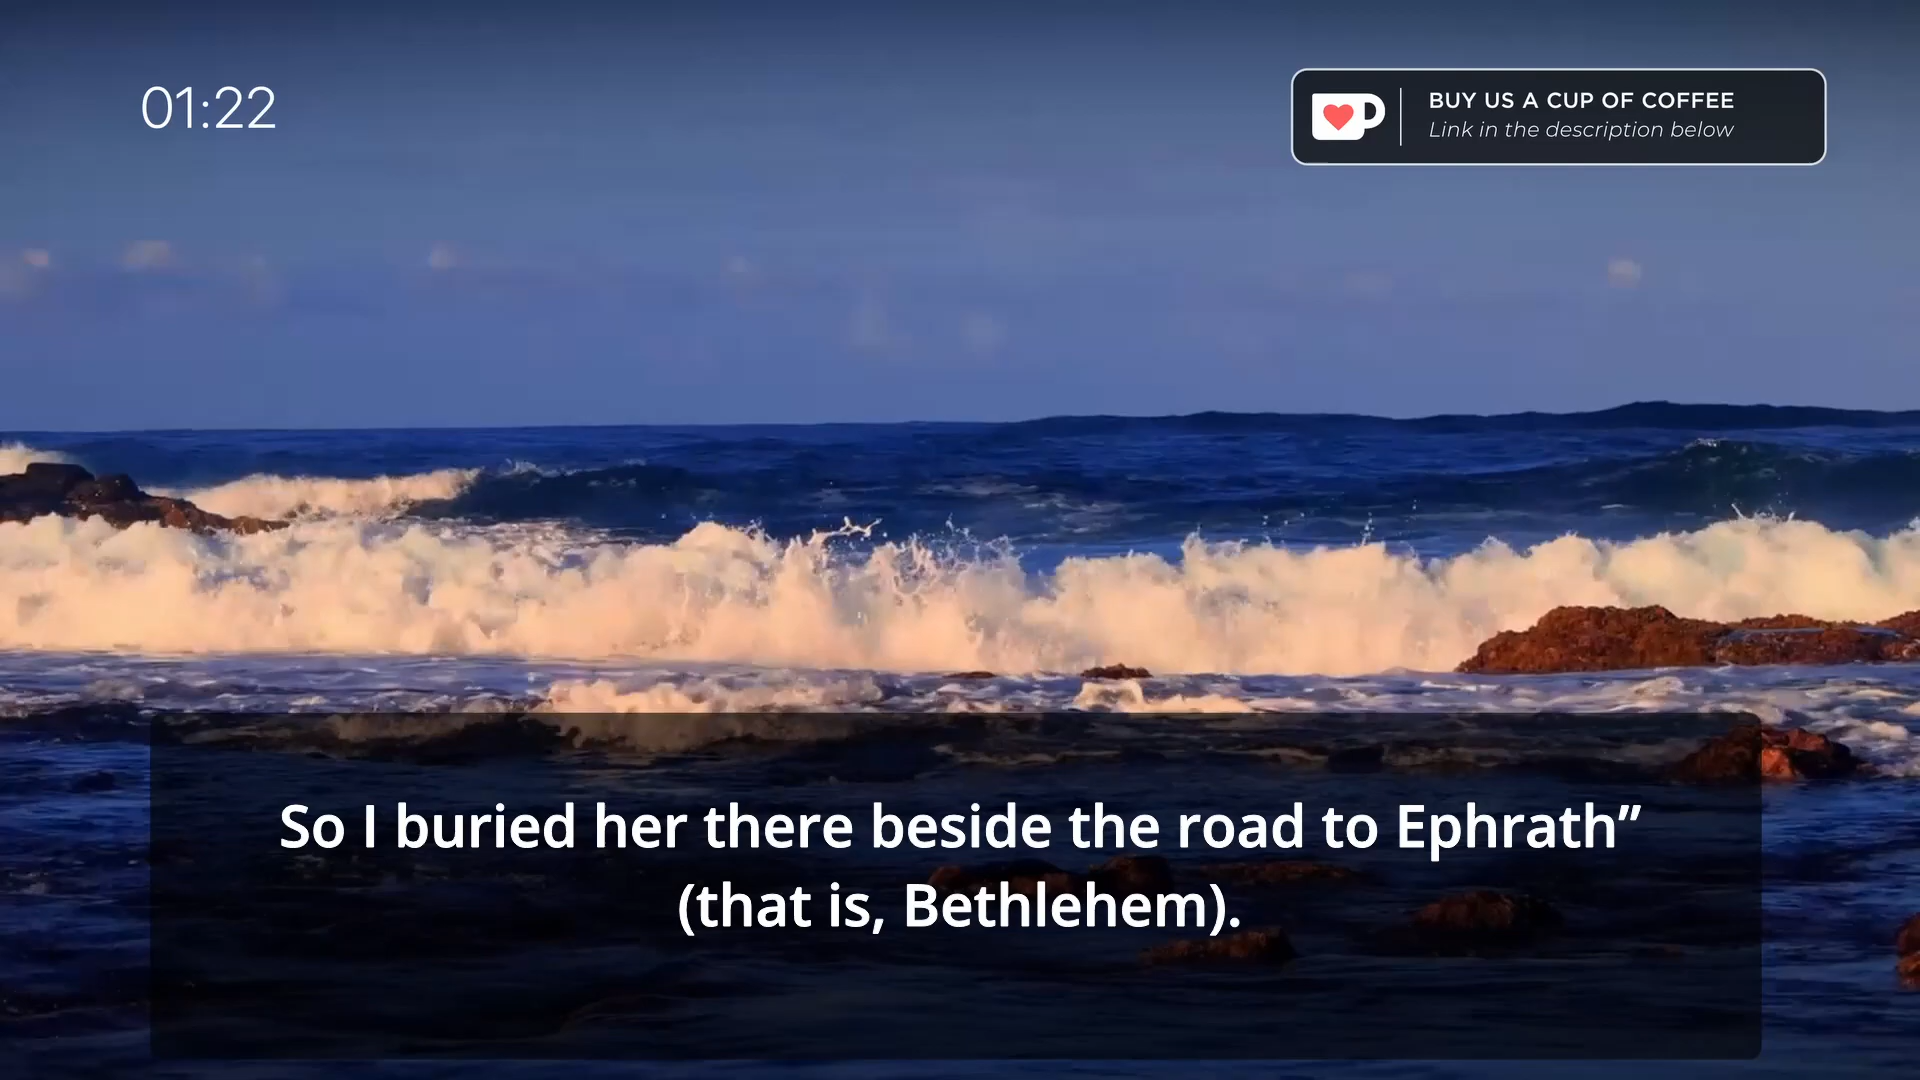 01:22
BUY US A CUP OF COFFEE
Link in the description below
So I buried her there beside the road to Ephrath”
(that is, Bethlehem).